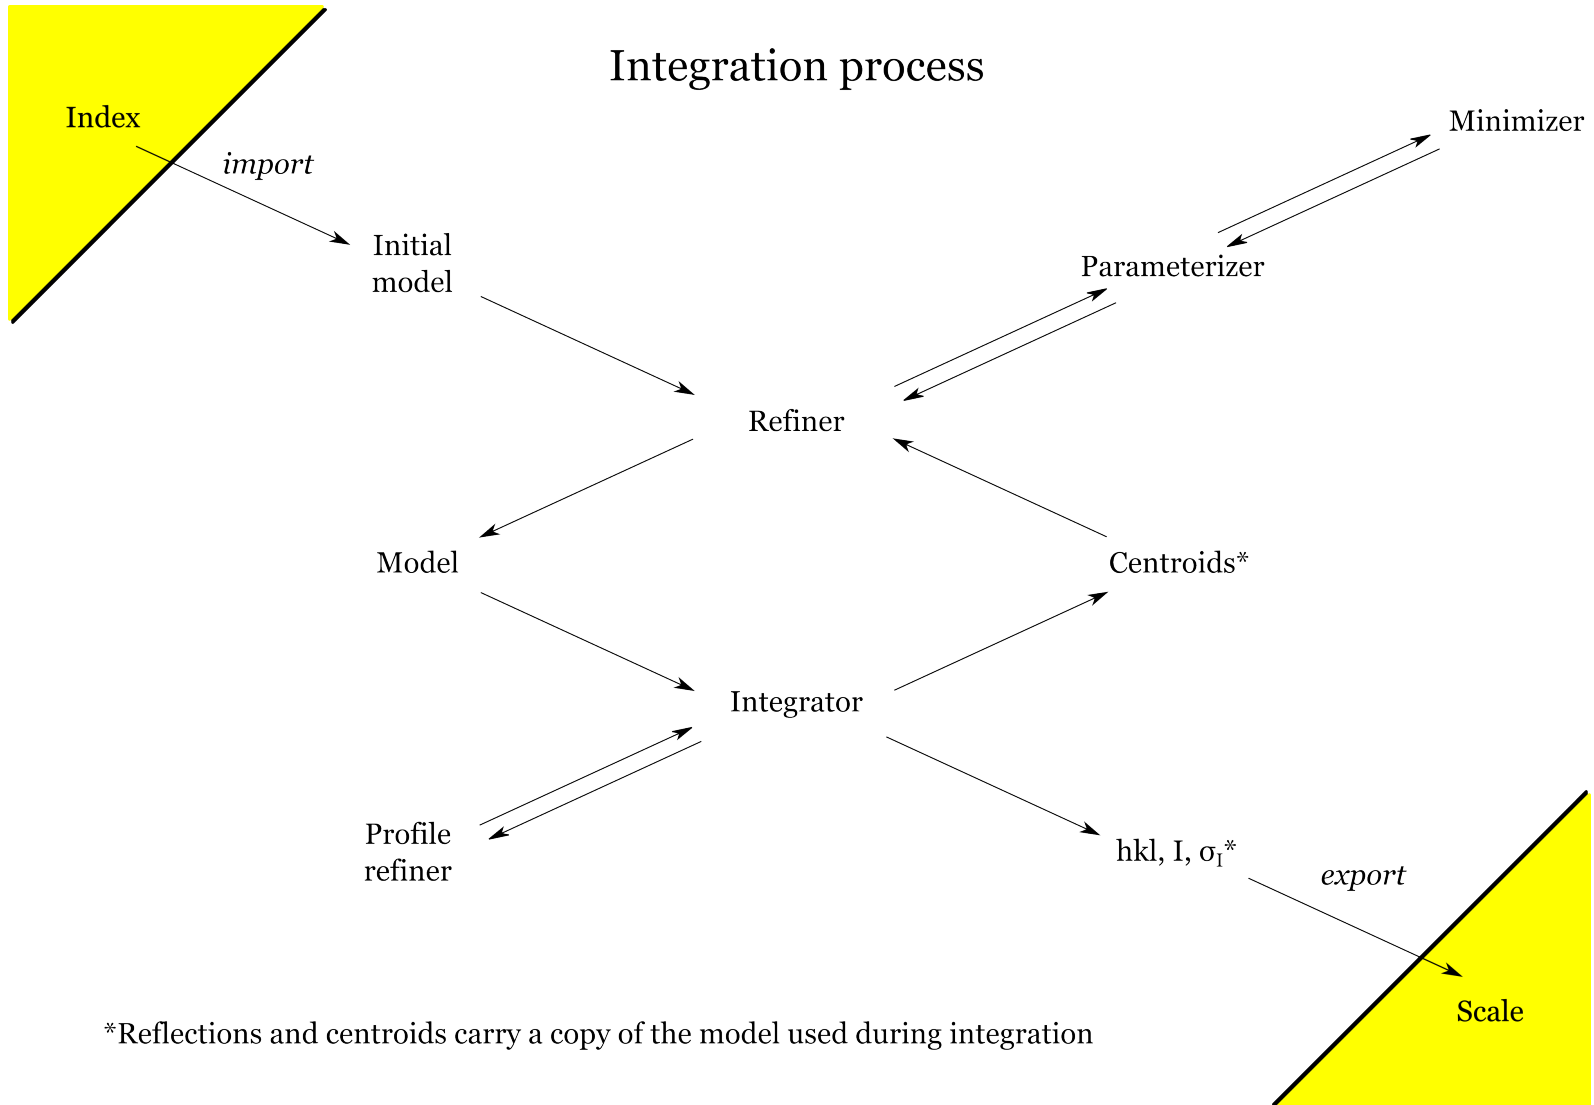 Integration process
Index
import
Minimizer
Initial
model
Parameterizer
Refiner
Model
Centroids*
Integrator
Profile
refiner
hkl, I, σI*
export
Scale
*Reflections and centroids carry a copy of the model used during integration